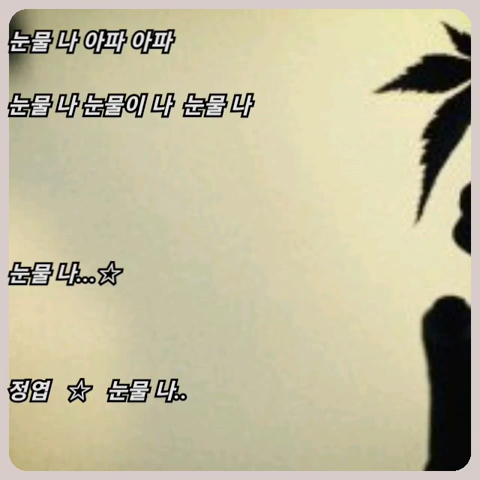 눈물 나 아파 아파
눈물 나 눈물이 나 눈물 나
눈물 나...☆
정엽 ☆ 눈물 나..